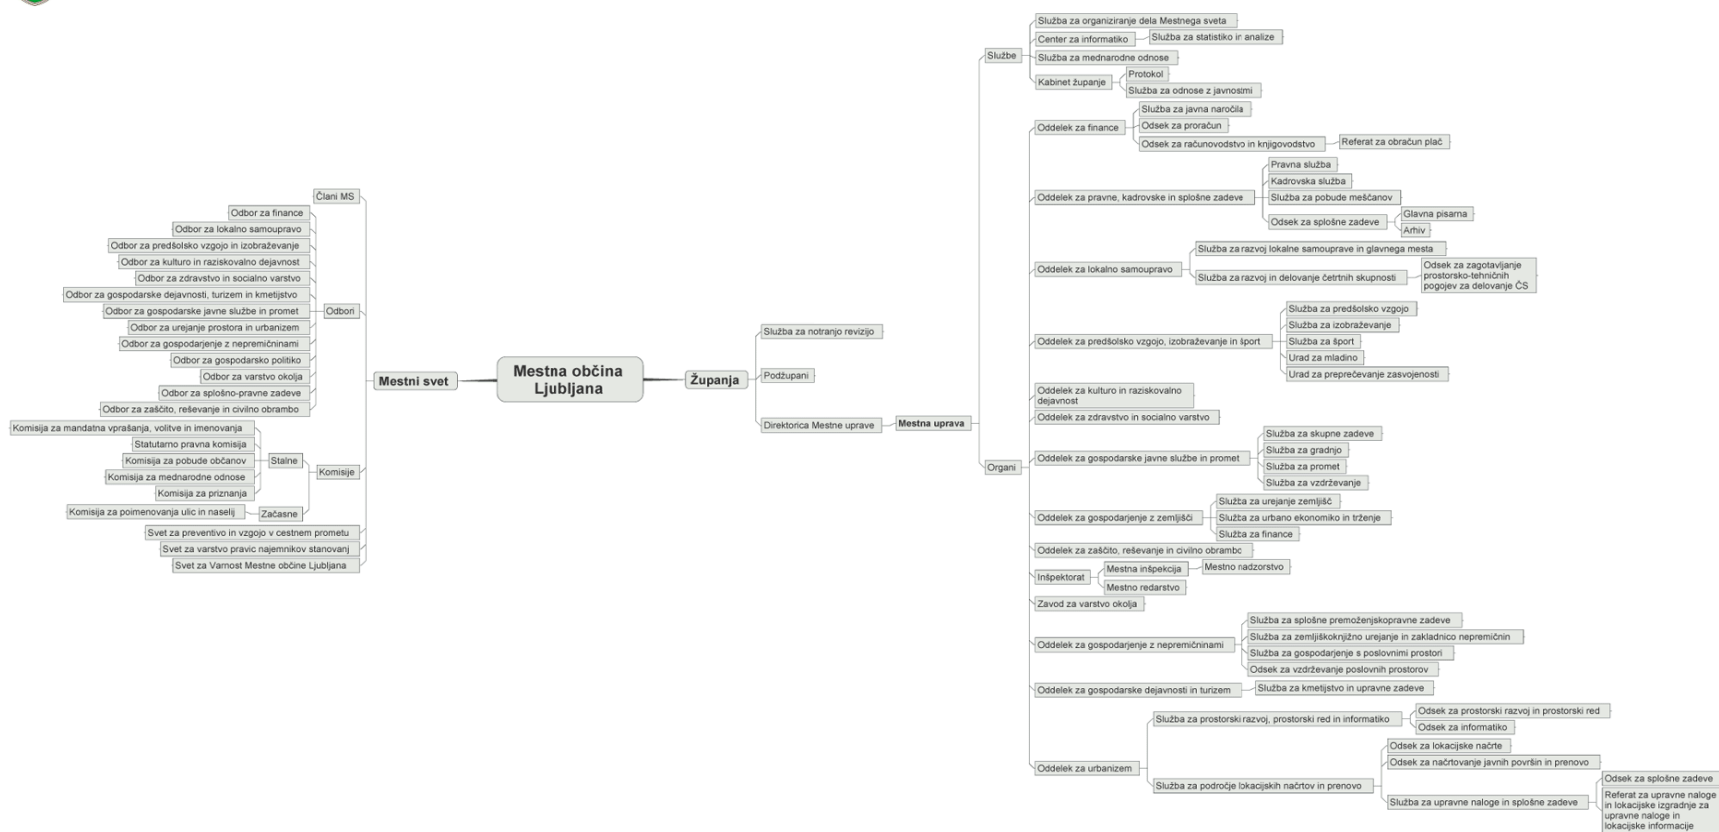 Mestna občina
Ljubljana
Mestni svet
Člani MS
Odbori
Odbor za finance
Odbor za lokalno samoupravo
Odbor za predšolsko vzgojo in izobraževanje
Odbor za kulturo in raziskovalno dejavnost
Odbor za zdravstvo in socialno varstvo
Odbor za gospodarske dejavnosti, turizem in kmetijstvo
Odbor za gospodarske javne službe in promet
Odbor za urejanje prostora in urbanizem
Odbor za gospodarjenje z nepremičninami
Odbor za gospodarsko politiko
Odbor za varstvo okolja
Odbor za splošno-pravne zadeve
Odbor za zaščito, reševanje in civilno obrambo
Komisije
Stalne
Komisija za mandatna vprašanja, volitve in imenovanja
Statutarno pravna komisija
Komisija za pobude občanov
Komisija za mednarodne odnose
Komisija za priznanja
Začasne
Komisija za poimenovanja ulic in naselij
Svet za preventivo in vzgojo v cestnem prometu
Svet za varstvo pravic najemnikov stanovanj
Svet za Varnost Mestne občine Ljubljana
Županja
Služba za notranjo revizijo
Podžupani
Direktorica Mestne uprave
Mestna uprava
Službe
Služba za organiziranje dela Mestnega sveta
Center za informatiko
Služba za statistiko in analize
Služba za mednarodne odnose
Kabinet županje
Protokol
Služba za odnose z javnostmi
Organi
Oddelek za finance
Služba za javna naročila
Odsek za proračun
Odsek za računovodstvo in knjigovodstvo
Referat za obračun plač
Oddelek za pravne, kadrovske in splošne zadeve
Pravna služba
Kadrovska služba
Služba za pobude meščanov
Odsek za splošne zadeve
Glavna pisarna
Arhiv
Oddelek za lokalno samoupravo
Služba za razvoj lokalne samouprave in glavnega mesta
Služba za razvoj in delovanje četrtnih skupnosti
Odsek za zagotavljanje
prostorsko-tehničnih
pogojev za delovanje ČS
Oddelek za predšolsko vzgojo, izobraževanje in šport
Služba za predšolsko vzgojo
Služba za izobraževanje
Služba za šport
Urad za mladino
Urad za preprečevanje zasvojenosti
Oddelek za kulturo in raziskovalno
dejavnost
Oddelek za zdravstvo in socialno varstvo
Oddelek za gospodarske javne službe in promet
Služba za skupne zadeve
Služba za gradnjo
Služba za promet
Služba za vzdrževanje
Oddelek za gospodarjenje z zemljišči
Služba za urejanje zemljišč
Služba za urbano ekonomiko in trženje
Služba za finance
Oddelek za zaščito, reševanje in civilno obrambo
Inšpektorat
Mestna inšpekcija
Mestno nadzorstvo
Mestno redarstvo
Zavod za varstvo okolja
Oddelek za gospodarjenje z nepremičninami
Služba za splošne premoženjskopravne zadeve
Služba za zemljiškoknjižno urejanje in zakladnico nepremičnin
Služba za gospodarjenje s poslovnimi prostori
Odsek za vzdrževanje poslovnih prostorov
Oddelek za gospodarske dejavnosti in turizem
Služba za kmetijstvo in upravne zadeve
Oddelek za urbanizem
Služba za prostorski razvoj, prostorski red in informatiko
Odsek za prostorski razvoj in prostorski red
Odsek za informatiko
Služba za področje lokacijskih načrtov in prenovo
Odsek za lokacijske načrte
Odsek za načrtovanje javnih površin in prenovo
Služba za upravne naloge in splošne zadeve
Odsek za splošne zadeve
Referat za upravne naloge
in lokacijske izgradnje za
upravne naloge in
lokacijske informacije